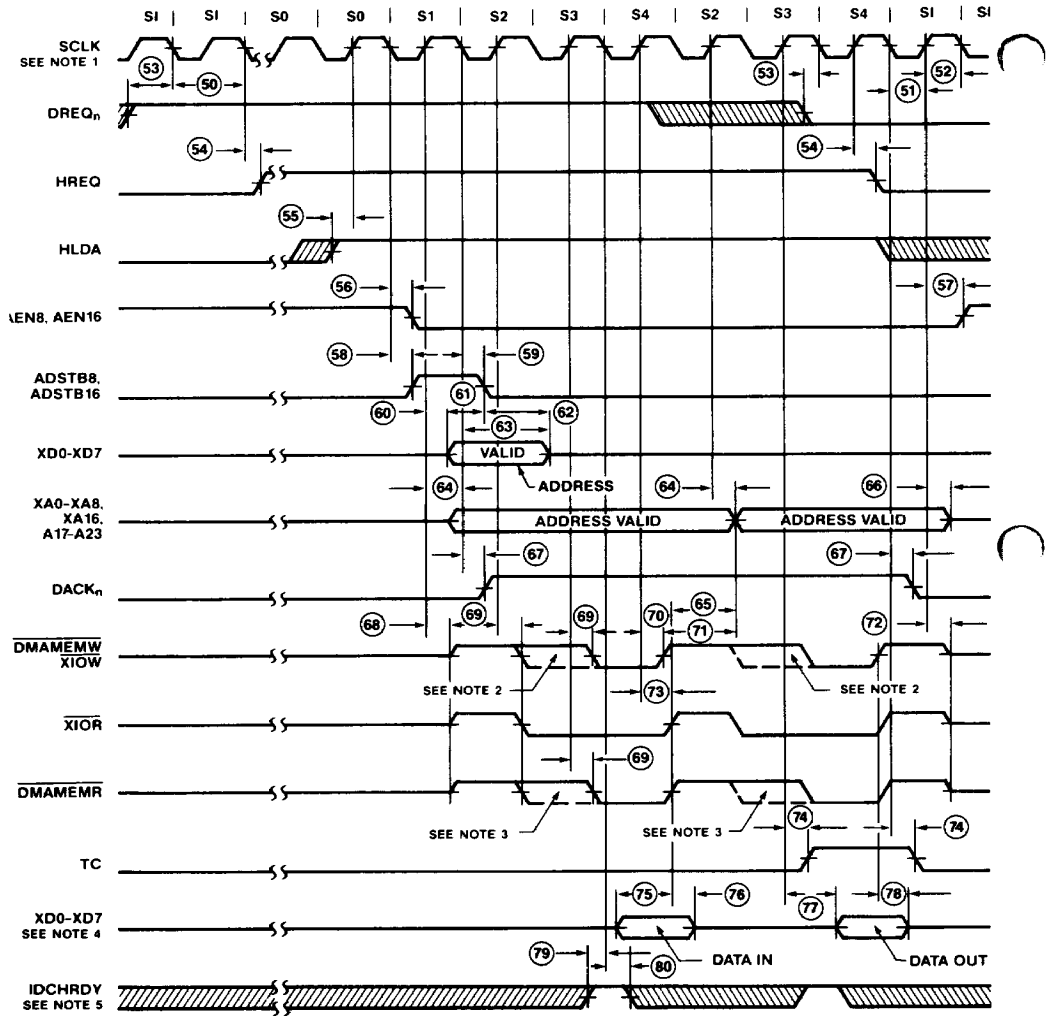 SI SI S0 S0 S1 S2 S3 S4 S2 S3 S4 SI SI
SCLK
SEE NOTE 1
53 50 53 52 51
DREQn
54 54
HREQ
55
HLDA
56 57
AEN8, AEN16
58 59
ADSTB8,
ADSTB16
61
60 62
63
XD0-XD7 VALID
ADDRESS
64 64 66
XA0-XA8,
XA16,
A17-A23
ADDRESS VALID ADDRESS VALID
67 67
DACKn
65
68 69 69 70 71 72
DMAMEMW
XIOW
SEE NOTE 2 SEE NOTE 2
73
XIOR
69
DMAMEMR
SEE NOTE 3 SEE NOTE 3
74 74
TC
75 76 77 78
XD0-XD7
SEE NOTE 4
DATA IN DATA OUT
79 80
IDCHRDY
SEE NOTE 5